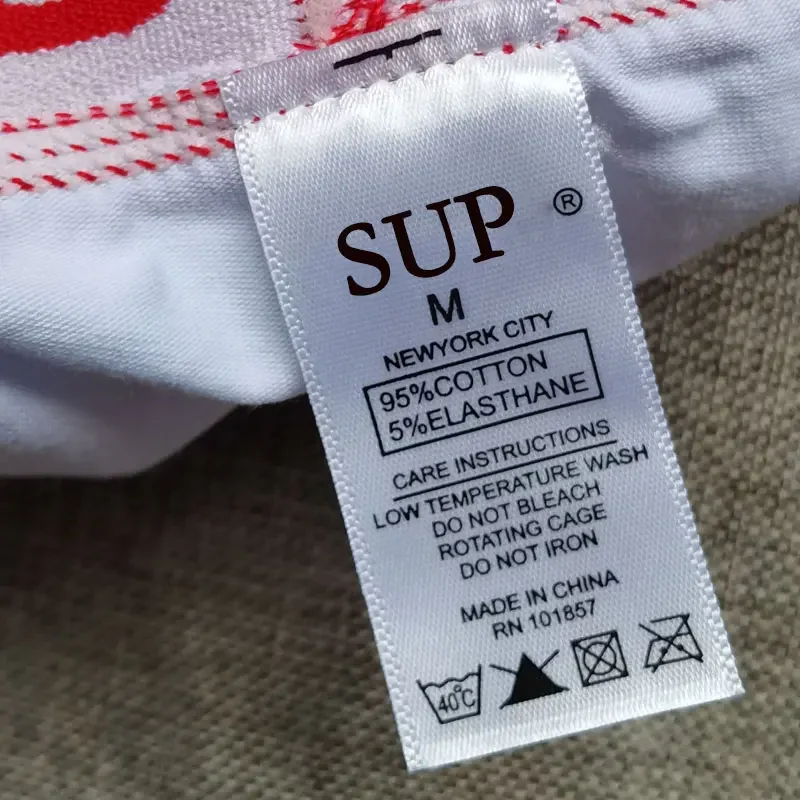 SUP ®
M
NEWYORK CITY
95%COTTON
5%ELASTHANE
CARE INSTRUCTIONS
LOW TEMPERATURE WASH
DO NOT BLEACH
ROTATING CAGE
DO NOT IRON
MADE IN CHINA
RN 101857
40°C